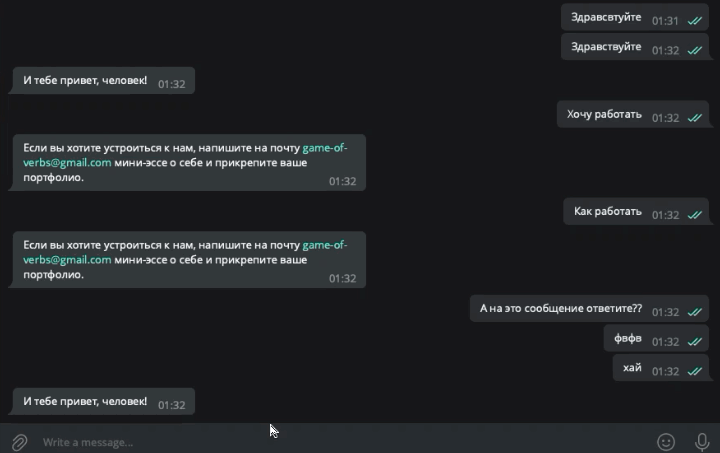 Здравсвтуйте 01:31
Здравствуйте 01:32
И тебе привет, человек! 01:32
Хочу работать 01:32
Если вы хотите устроиться к нам, напишите на почту game-of-
verbs@gmail.com мини-эссе о себе и прикрепите ваше
портфолио. 01:32
Как работать 01:32
Если вы хотите устроиться к нам, напишите на почту game-of-
verbs@gmail.com мини-эссе о себе и прикрепите ваше
портфолио. 01:32
А на это сообщение ответите?? 01:32
фвфв 01:32
хай 01:32
И тебе привет, человек! 01:32
Write a message...